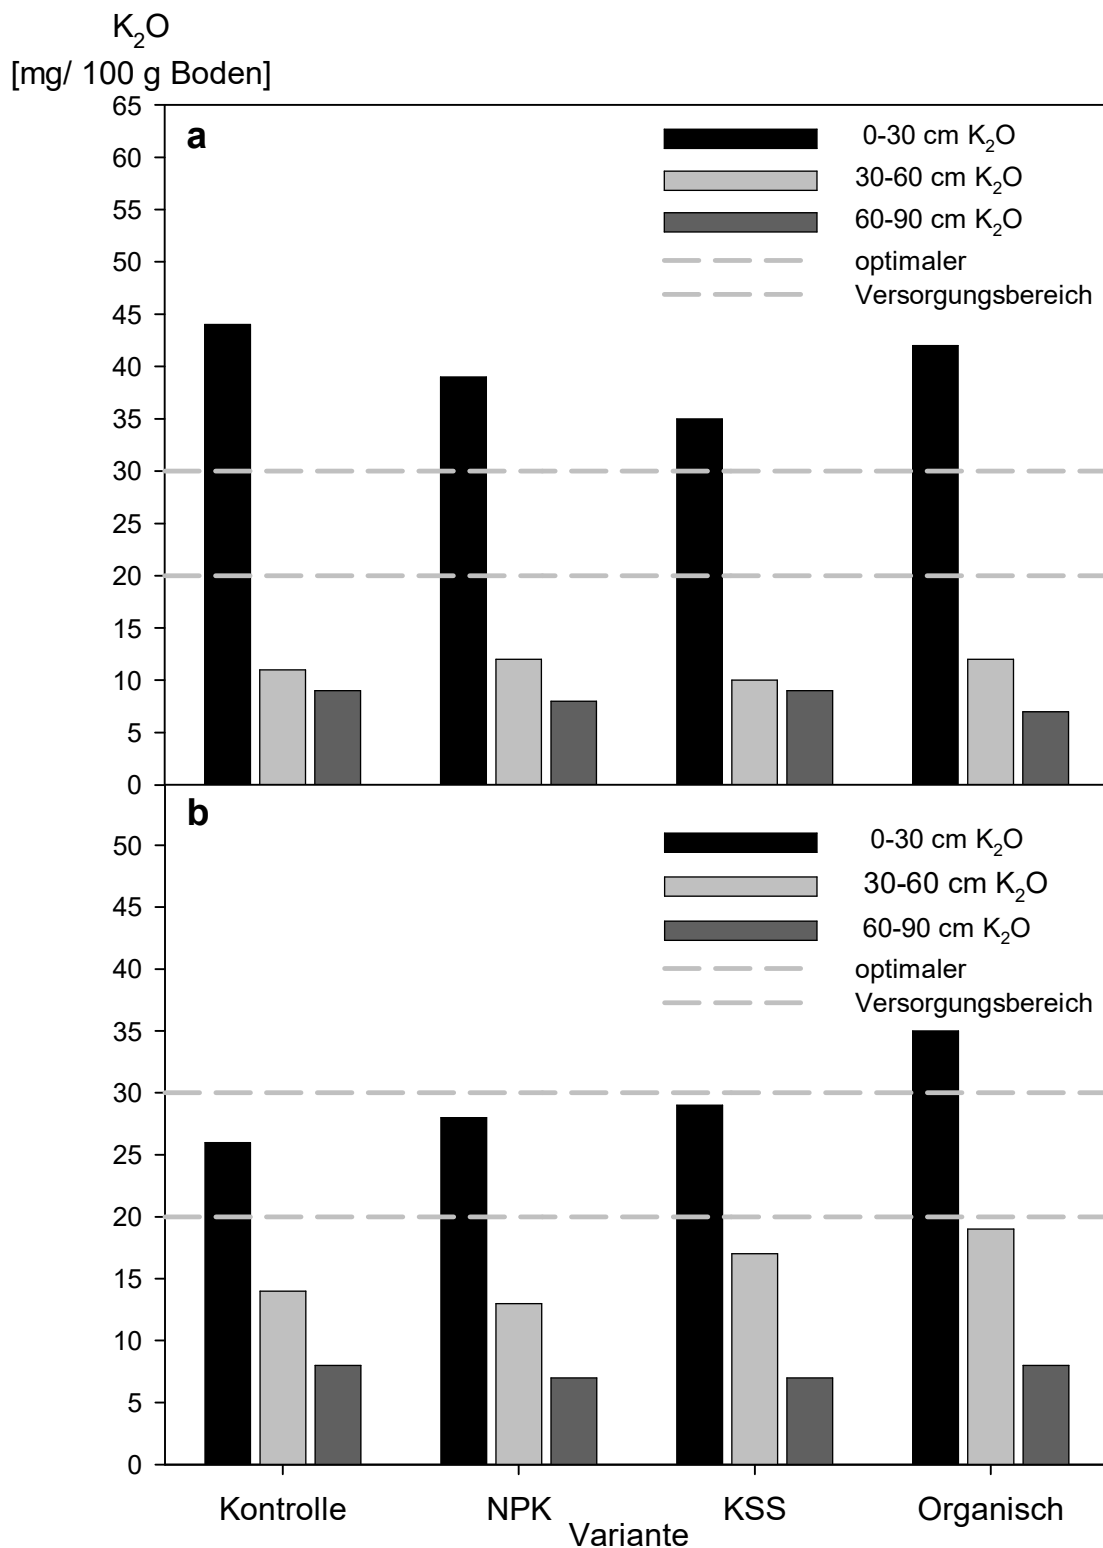 K₂O
[mg/ 100 g Boden]
65
60
55
50
45
40
35
30
25
20
15
10
5
0
a
0-30 cm K₂O
30-60 cm K₂O
60-90 cm K₂O
optimaler
Versorgungsbereich
b
50
45
40
35
30
25
20
15
10
5
0
0-30 cm K₂O
30-60 cm K₂O
60-90 cm K₂O
optimaler
Versorgungsbereich
Kontrolle NPK KSS Organisch
Variante